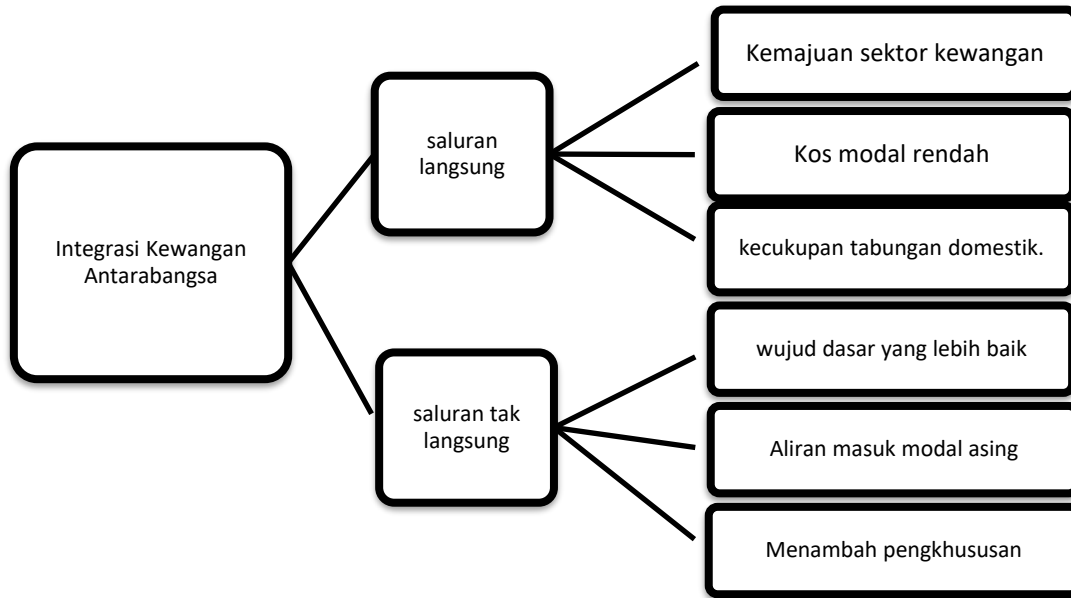 Integrasi Kewangan
Antarabangsa
saluran
langsung
Kemajuan sektor kewangan
Kos modal rendah
kecukupan tabungan domestik.
saluran tak
langsung
wujud dasar yang lebih baik
Aliran masuk modal asing
Menambah pengkhususan